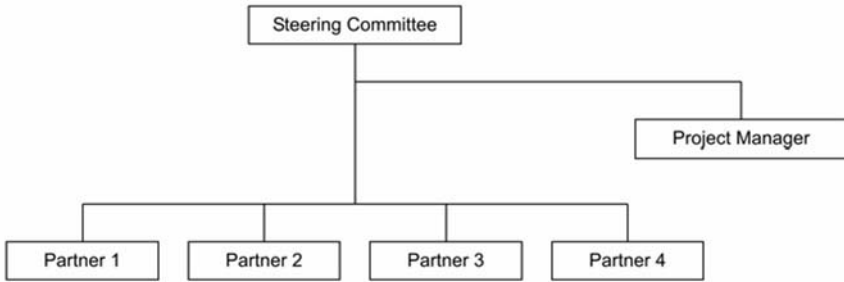 Steering Committee
Project Manager
Partner 1
Partner 2
Partner 3
Partner 4